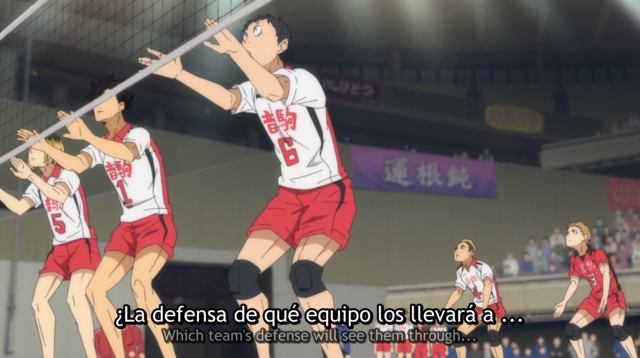 音駒
6
音駒
1
音駒
5
運根鈍
¿La defensa de qué equipo los llevará a ...
Which team's defense will see them through...